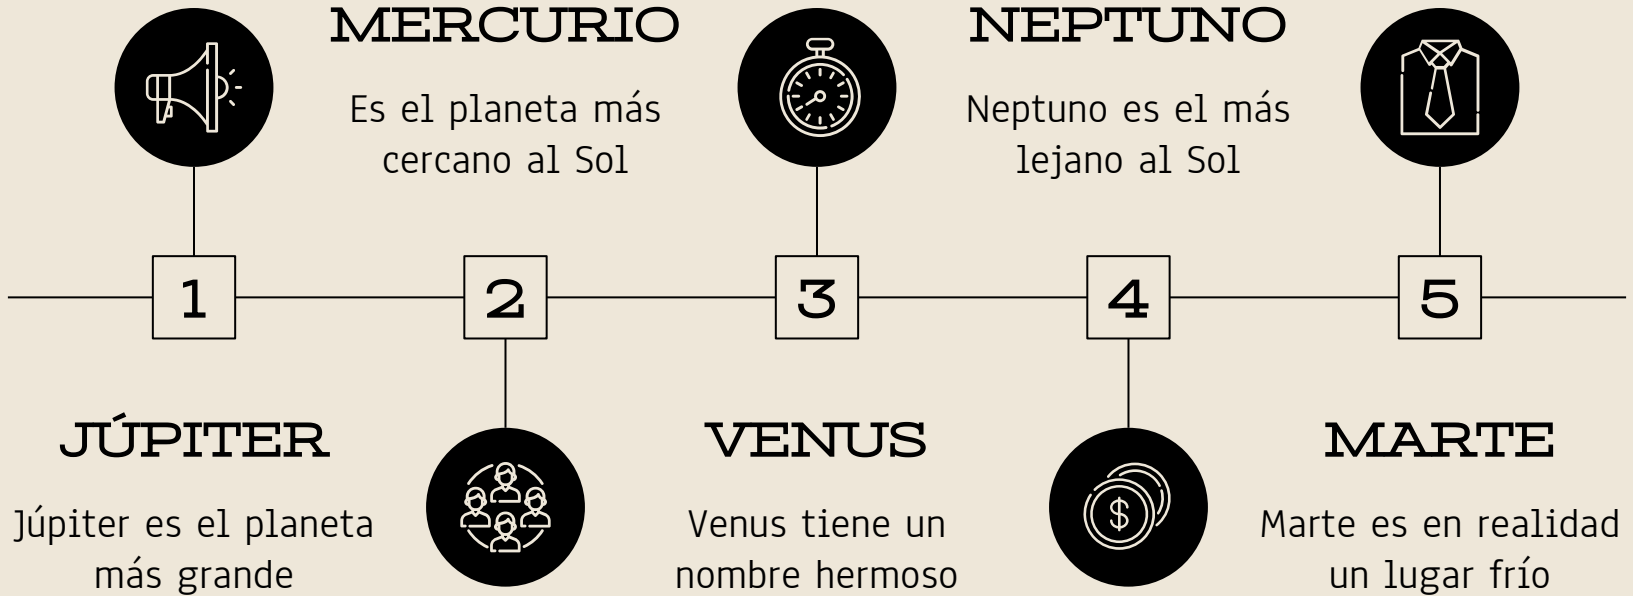 1
JÚPITER
Júpiter es el planeta
más grande
2
MERCURIO
Es el planeta más
cercano al Sol
3
VENUS
Venus tiene un
nombre hermoso
4
NEPTUNO
Neptuno es el más
lejano al Sol
5
MARTE
Marte es en realidad
un lugar frío
$